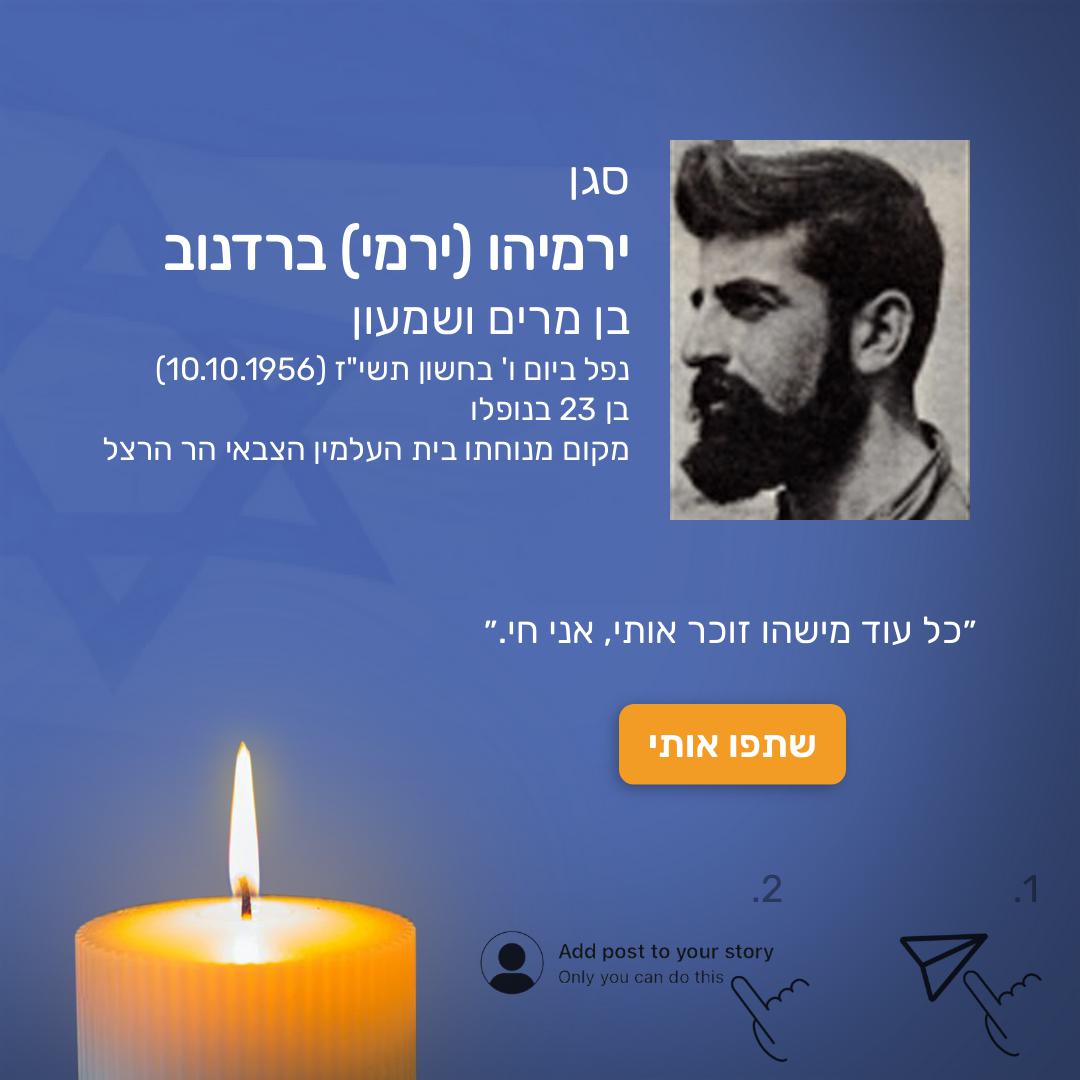 סגן
ירמיהו (ירמי) ברדנוב
בן מרים ושמעון
נפל ביום ו' בחשון תשי"ז (10.10.1956)
בן 23 בנופלו
מקום מנוחתו בית העלמין הצבאי הר הרצל
״כל עוד מישהו זוכר אותי, אני חי.״
שתפו אותי
.1
.2
Add post to your story
Only you can do this